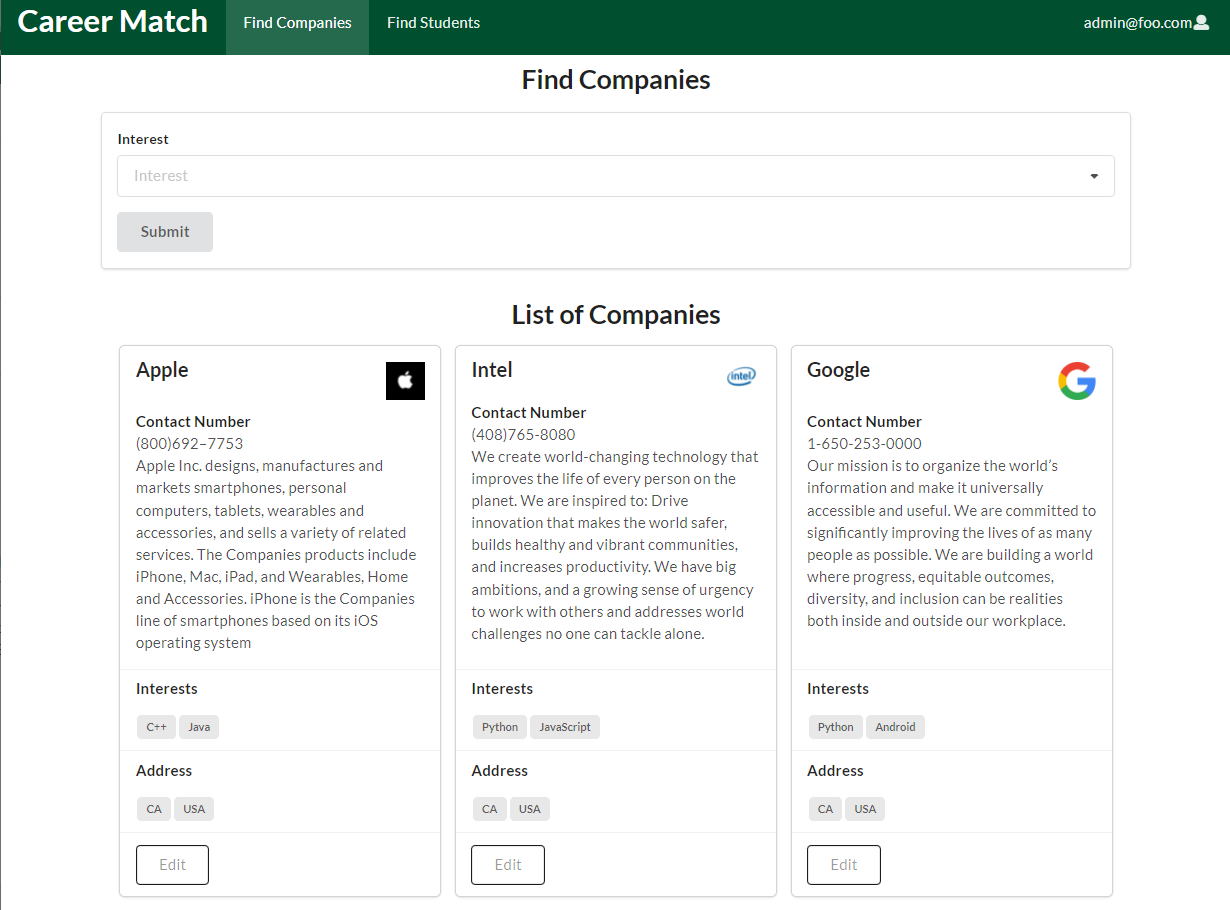 Career Match
Find Companies
Find Students
admin@foo.com
Find Companies
Interest
Interest
Submit
List of Companies
Apple
Contact Number
(800)692–7753
Apple Inc. designs, manufactures and
markets smartphones, personal
computers, tablets, wearables and
accessories, and sells a variety of related
services. The Companies products include
iPhone, Mac, iPad, and Wearables, Home
and Accessories. iPhone is the Companies
line of smartphones based on its iOS
operating system
Interests
C++ Java
Address
CA USA
Edit
Intel
intel
Contact Number
(408)765-8080
We create world-changing technology that
improves the life of every person on the
planet. We are inspired to: Drive
innovation that makes the world safer,
builds healthy and vibrant communities,
and increases productivity. We have big
ambitions, and a growing sense of urgency
to work with others and addresses world
challenges no one can tackle alone.
Interests
Python JavaScript
Address
CA USA
Edit
Google
G
Contact Number
1-650-253-0000
Our mission is to organize the world’s
information and make it universally
accessible and useful. We are committed to
significantly improving the lives of as many
people as possible. We are building a world
where progress, equitable outcomes,
diversity, and inclusion can be realities
both inside and outside our workplace.
Interests
Python Android
Address
CA USA
Edit